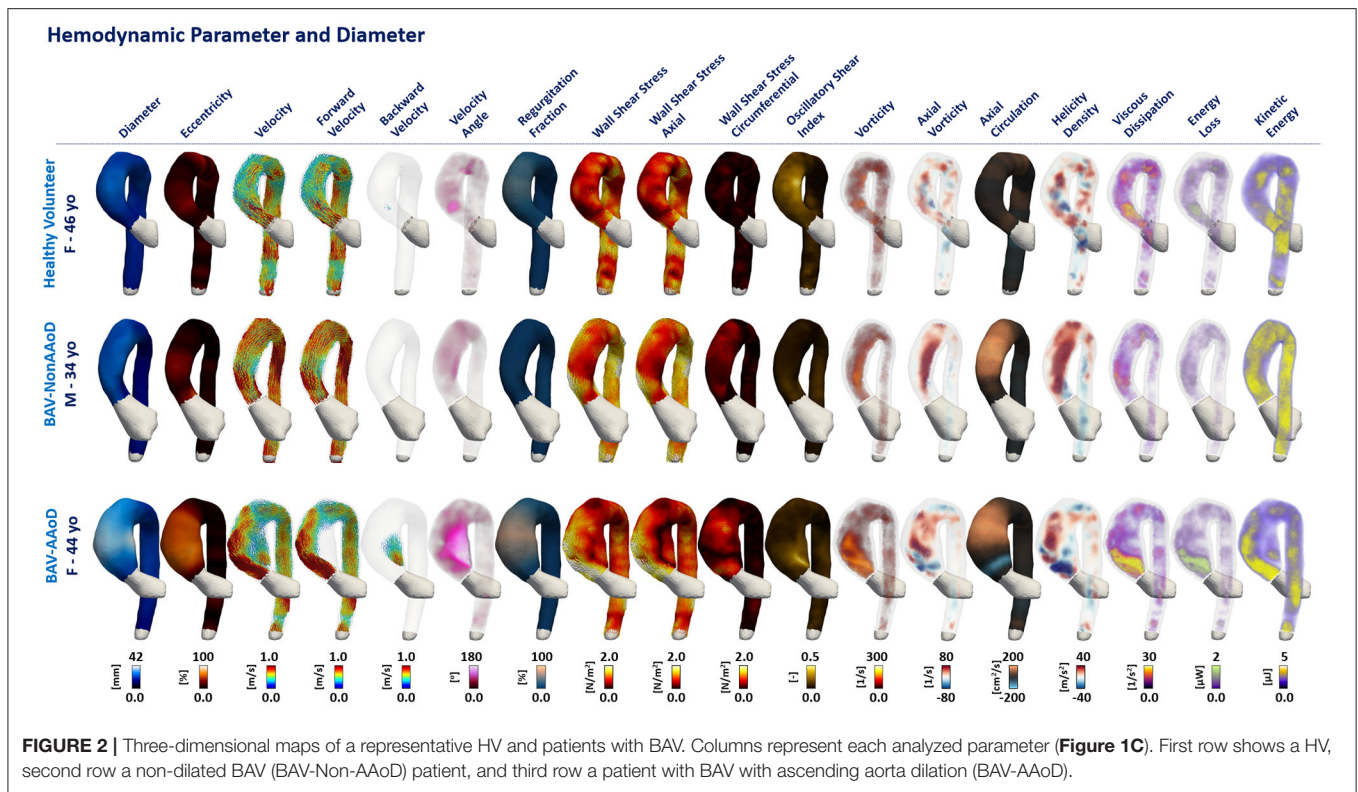 Hemodynamic Parameter and Diameter
Diameter
Eccentricity
Velocity
Forward
Velocity
Backward
Velocity
Velocity
Angle
Regurgitation
Fraction
Wall Shear Stress
Wall Shear Stress
Axial
Wall Shear Stress
Circumferential
Oscillatory Shear
Index
Vorticity
Axial
Vorticity
Axial
Circulation
Helicity
Density
Viscous
Dissipation
Energy
Loss
Kinetic
Energy
Healthy Volunteer
F - 46 yo
BAV-NonAAoD
M - 34 yo
BAV-AAoD
F - 44 yo
42 100 1.0 1.0 1.0 180 100 2.0 2.0 2.0 0.5 300 80 200 40 30 2 5
[mm] [%] [m/s] [m/s] [m/s] [°] [%] [N/m²] [N/m²] [N/m²] [-] [1/s] [1/s] [cm²/s] [m/s²] [1/s²] [μW] [μJ]
0.0 0.0 0.0 0.0 0.0 0.0 0.0 0.0 0.0 0.0 0.0 0.0 -80 -200 -40 0.0 0.0 0.0
FIGURE 2 | Three-dimensional maps of a representative HV and patients with BAV. Columns represent each analyzed parameter (Figure 1C). First row shows a HV,
second row a non-dilated BAV (BAV-Non-AAoD) patient, and third row a patient with BAV with ascending aorta dilation (BAV-AAoD).